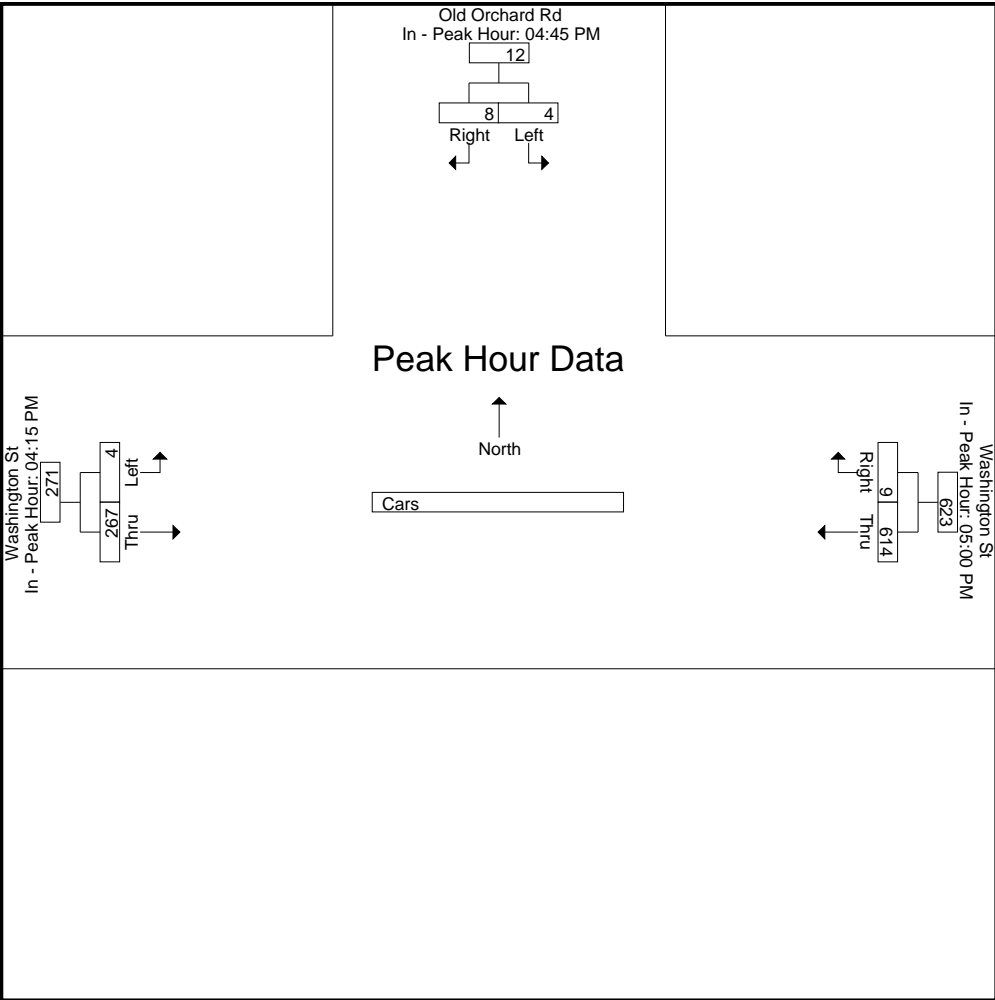 Old Orchard Rd
In - Peak Hour: 04:45 PM
12
8 4
Right Left
Peak Hour Data
North
Cars
Washington St
In - Peak Hour: 04:15 PM
271
4 267
Left Thru
Washington St
In - Peak Hour: 05:00 PM
623
9 614
Right Thru